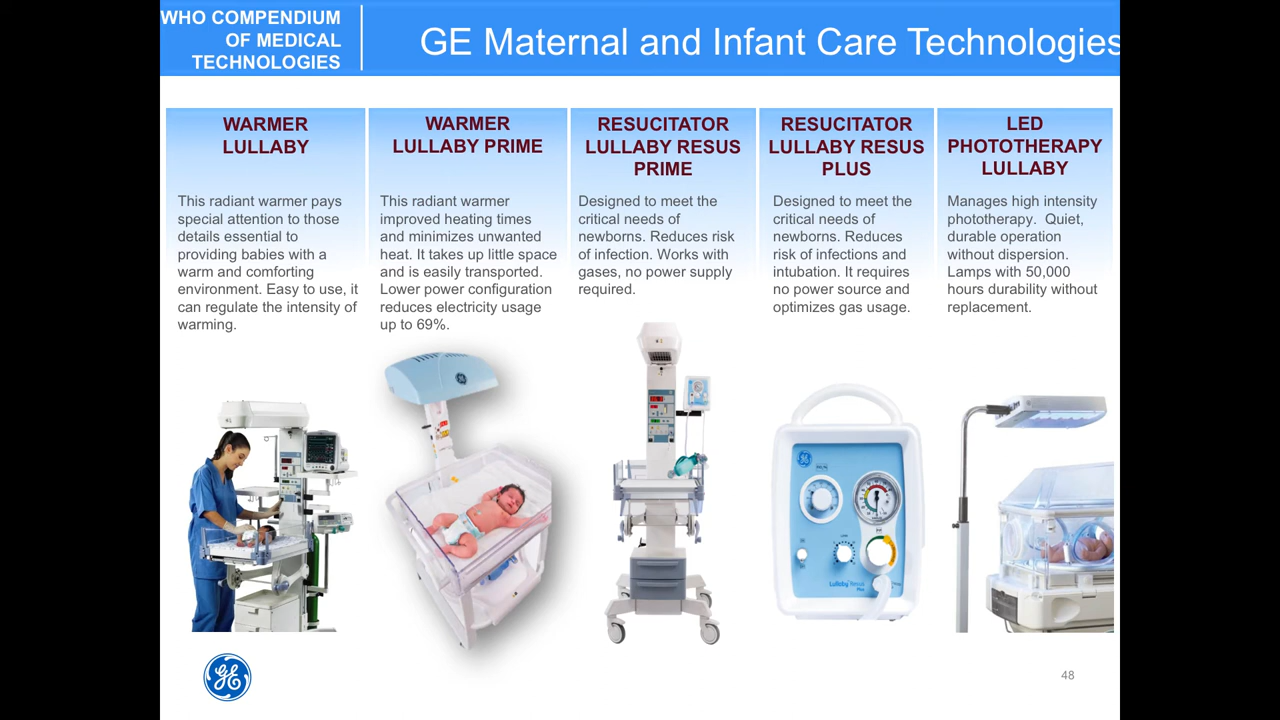 WHO COMPENDIUM
OF MEDICAL
TECHNOLOGIES
GE Maternal and Infant Care Technologies
WARMER
LULLABY
This radiant warmer pays
special attention to those
details essential to
providing babies with a
warm and comforting
environment. Easy to use, it
can regulate the intensity of
warming.
WARMER
LULLABY PRIME
This radiant warmer
improved heating times
and minimizes unwanted
heat. It takes up little space
and is easily transported.
Lower power configuration
reduces electricity usage
up to 69%.
RESUCITATOR
LULLABY RESUS
PRIME
Designed to meet the
critical needs of
newborns. Reduces risk
of infection. Works with
gases, no power supply
required.
RESUCITATOR
LULLABY RESUS
PLUS
Designed to meet the
critical needs of
newborns. Reduces
risk of infections and
intubation. It requires
no power source and
optimizes gas usage.
LED
PHOTOTHERAPY
LULLABY
Manages high intensity
phototherapy. Quiet,
durable operation
without dispersion.
Lamps with 50,000
hours durability without
replacement.
Lullaby Resus
Plus
GE
48